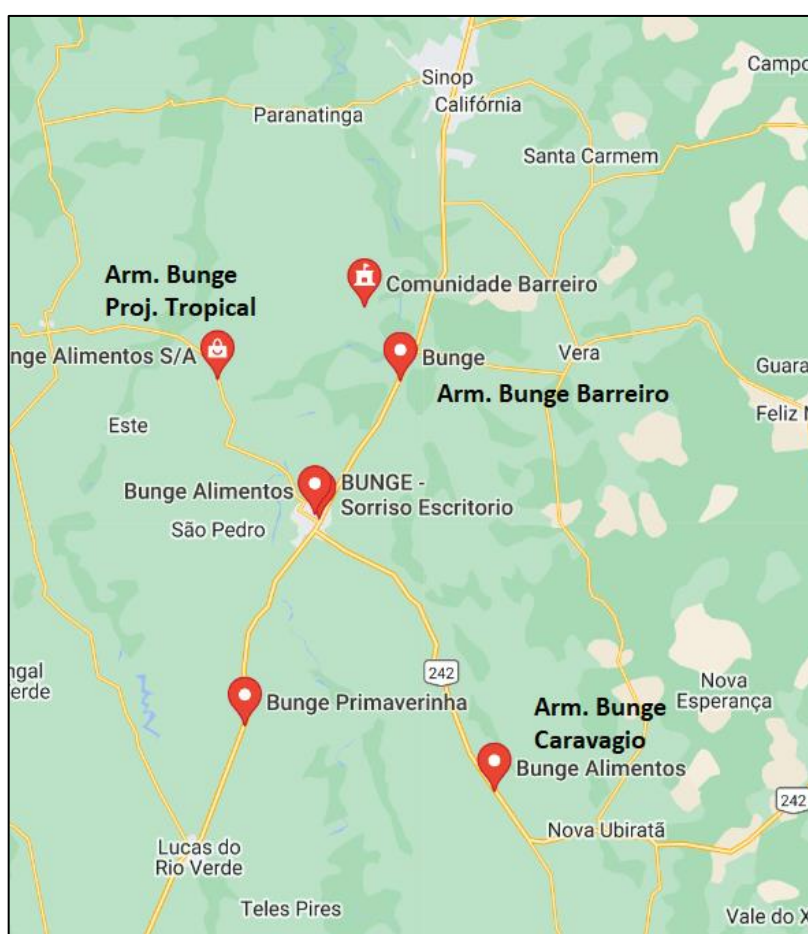 Sinop
Califórnia
Campo
Paranatinga
Santa Carmem
Arm. Bunge
Proj. Tropical
Comunidade Barreiro
nge Alimentos S/A
Bunge
Vera
Guara
Arm. Bunge Barreiro
Feliz N
Este
Bunge Alimentos
BUNGE -
Sorriso Escritorio
São Pedro
242
ngal
erde
Nova
Esperança
Bunge Primaverinha
Arm. Bunge
Caravagio
Bunge Alimentos
242
Nova Ubiratã
Lucas do
Rio Verde
Teles Pires
Vale do X